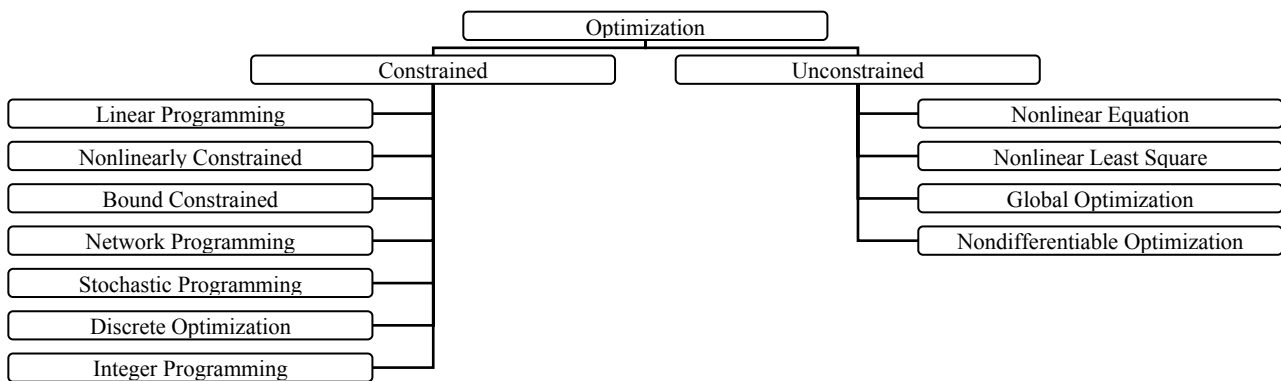 Optimization
Constrained
Unconstrained
Linear Programming
Nonlinearly Constrained
Bound Constrained
Network Programming
Stochastic Programming
Discrete Optimization
Integer Programming
Nonlinear Equation
Nonlinear Least Square
Global Optimization
Nondifferentiable Optimization